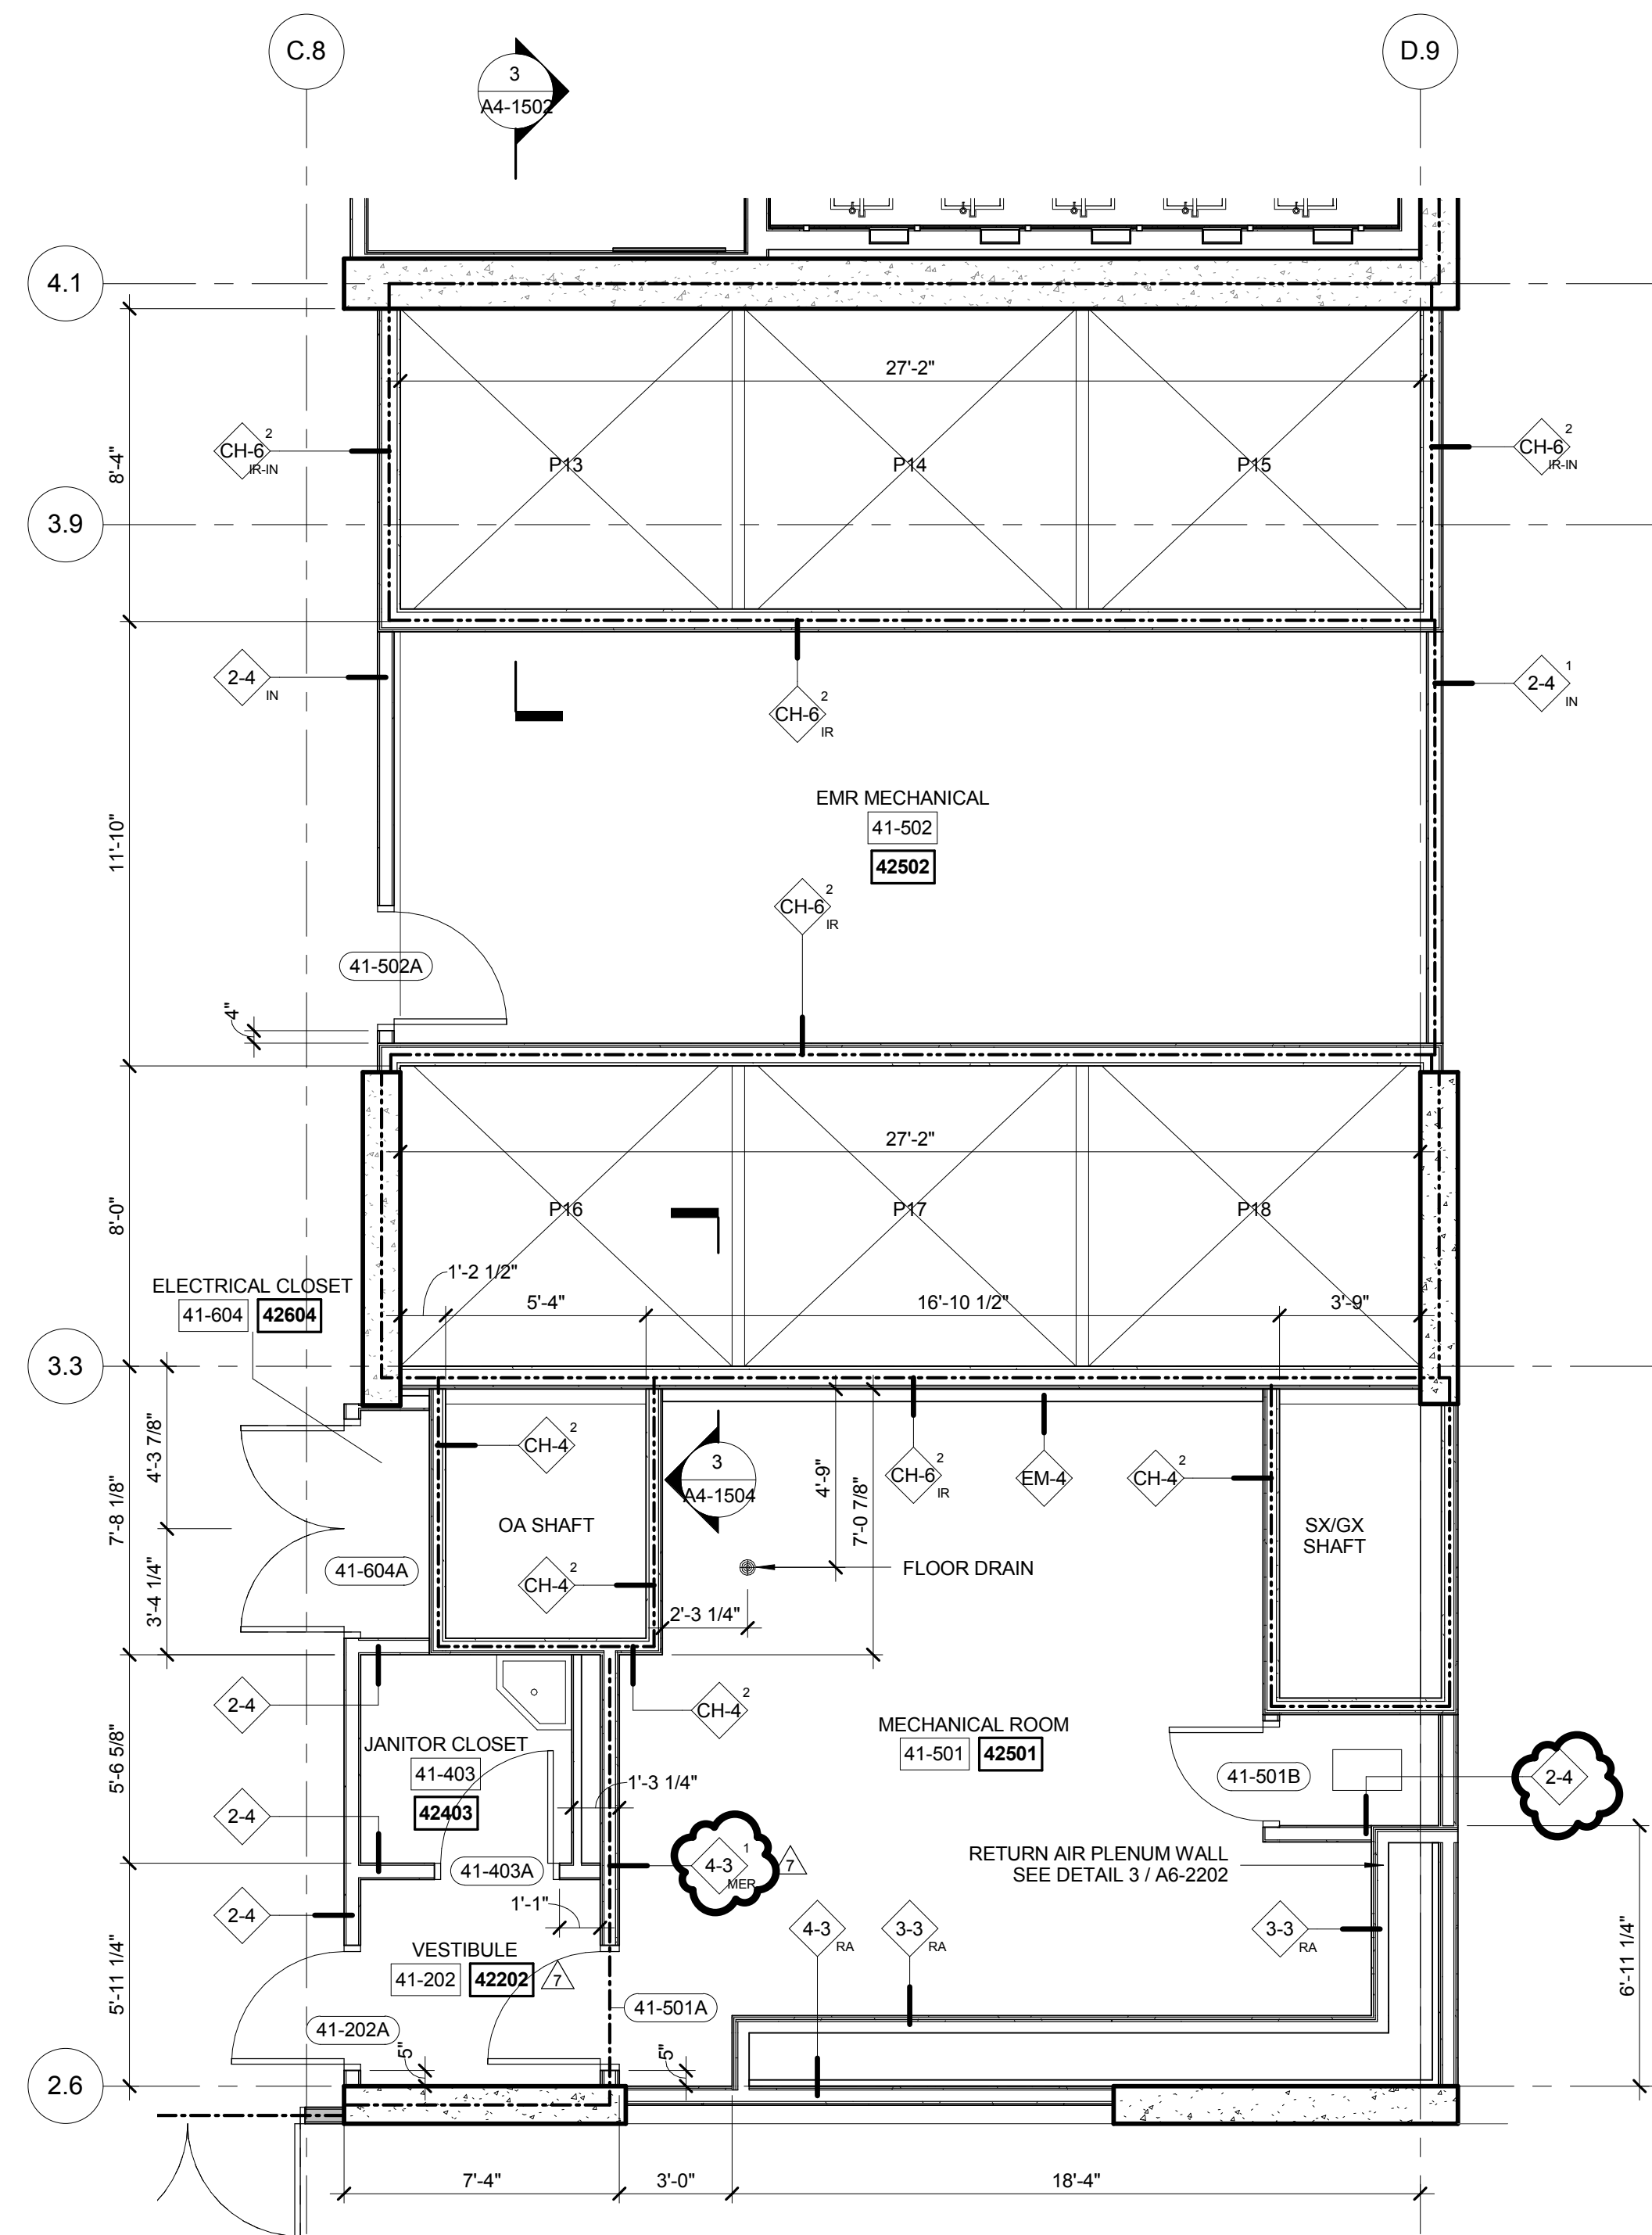 C.8
3
A4-1502
D.9
4.1
27'-2"
8'-4"
CH-6
2
IR-IN
P13
P14
P15
CH-6
2
IR-IN
3.9
2-4
IN
CH-6
2
IR
2-4
1
IN
EMR MECHANICAL
41-502
42502
11'-10"
CH-6
2
IR
41-502A
4"
27'-2"
8'-0"
P16
P17
P18
ELECTRICAL CLOSET
41-604 42604
1'-2 1/2"
5'-4"
16'-10 1/2"
3'-9"
3.3
4'-3 7/8"
7'-8 1/8"
3'-4 1/4"
CH-4
2
3
A4-1504
4'-9"
7'-0 7/8"
CH-6
2
IR
EM-4
CH-4
2
OA SHAFT
SX/GX
SHAFT
41-604A
CH-4
2
FLOOR DRAIN
2'-3 1/4"
2-4
CH-4
2
MECHANICAL ROOM
41-501 42501
JANITOR CLOSET
41-403
42403
5'-6 5/8"
1'-3 1/4"
41-501B
2-4
2-4
41-403A
4-3
1
MER
7
RETURN AIR PLENUM WALL
SEE DETAIL 3 / A6-2202
1'-1"
2-4
4-3
RA
3-3
RA
3-3
RA
VESTIBULE
41-202 42202
7
5'-11 1/4"
6'-11 1/4"
41-501A
41-202A
5"
5"
2.6
7'-4"
3'-0"
18'-4"